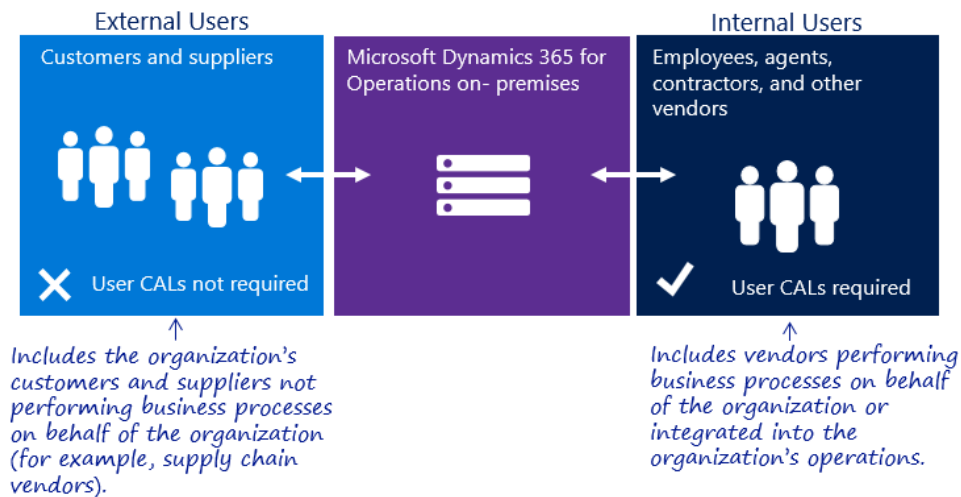 External Users
Customers and suppliers
User CALs not required
Includes the organization's
customers and suppliers not
performing business processes
on behalf of the organization
(for example, supply chain
vendors).
Microsoft Dynamics 365 for
Operations on- premises
Internal Users
Employees, agents,
contractors, and other
vendors
User CALs required
Includes vendors performing
business processes on behalf
of the organization or
integrated into the
organization's operations.